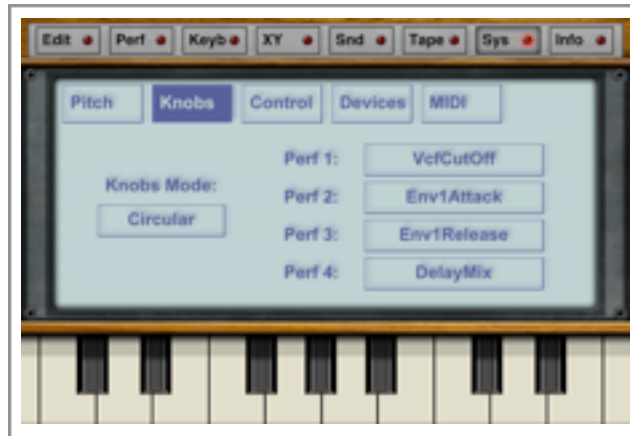 Edit Perf Keyb XY Snd Tape Sys Info
Pitch Knobs Control Devices MIDI
Perf 1: VcfCutOff
Knobs Mode:
Perf 2: Env1Attack
Circular
Perf 3: Env1Release
Perf 4: DelayMix